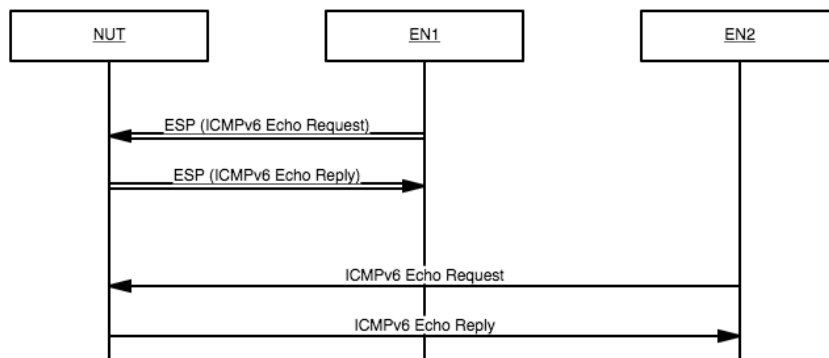 NUT
EN1
EN2
ESP (ICMPv6 Echo Request)
ESP (ICMPv6 Echo Reply)
ICMPv6 Echo Request
ICMPv6 Echo Reply